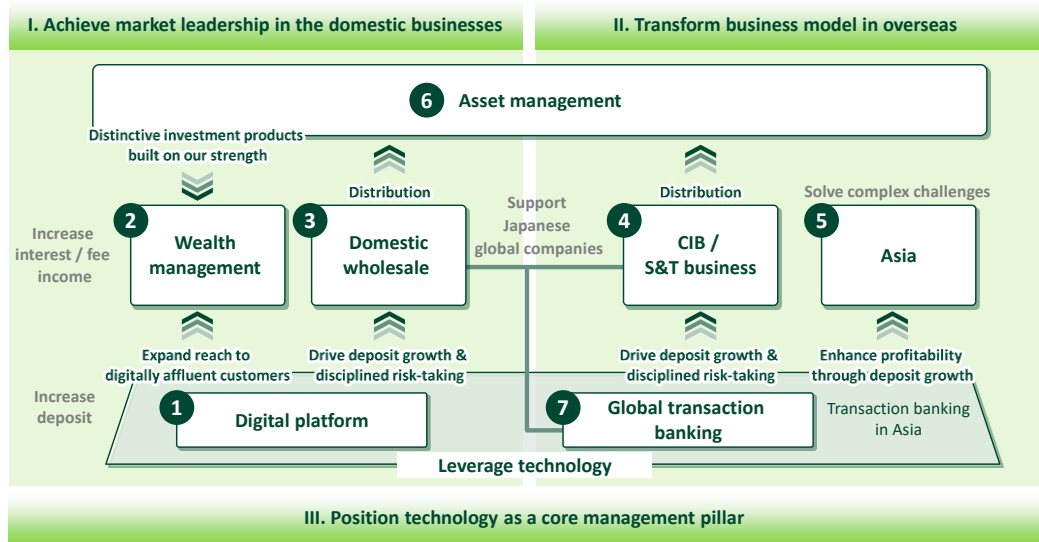 I. Achieve market leadership in the domestic businesses
II. Transform business model in overseas
6 Asset management
Distinctive investment products
built on our strength
Distribution
Distribution
Solve complex challenges
Increase
interest / fee
income
2
Wealth
management
3
Domestic
wholesale
Support
Japanese
global companies
4
CIB /
S&T business
5
Asia
Expand reach to
digitally affluent customers
Drive deposit growth &
disciplined risk-taking
Drive deposit growth &
disciplined risk-taking
Enhance profitability
through deposit growth
Increase
deposit
1
Digital platform
7
Global transaction
banking
Transaction banking
in Asia
Leverage technology
III. Position technology as a core management pillar